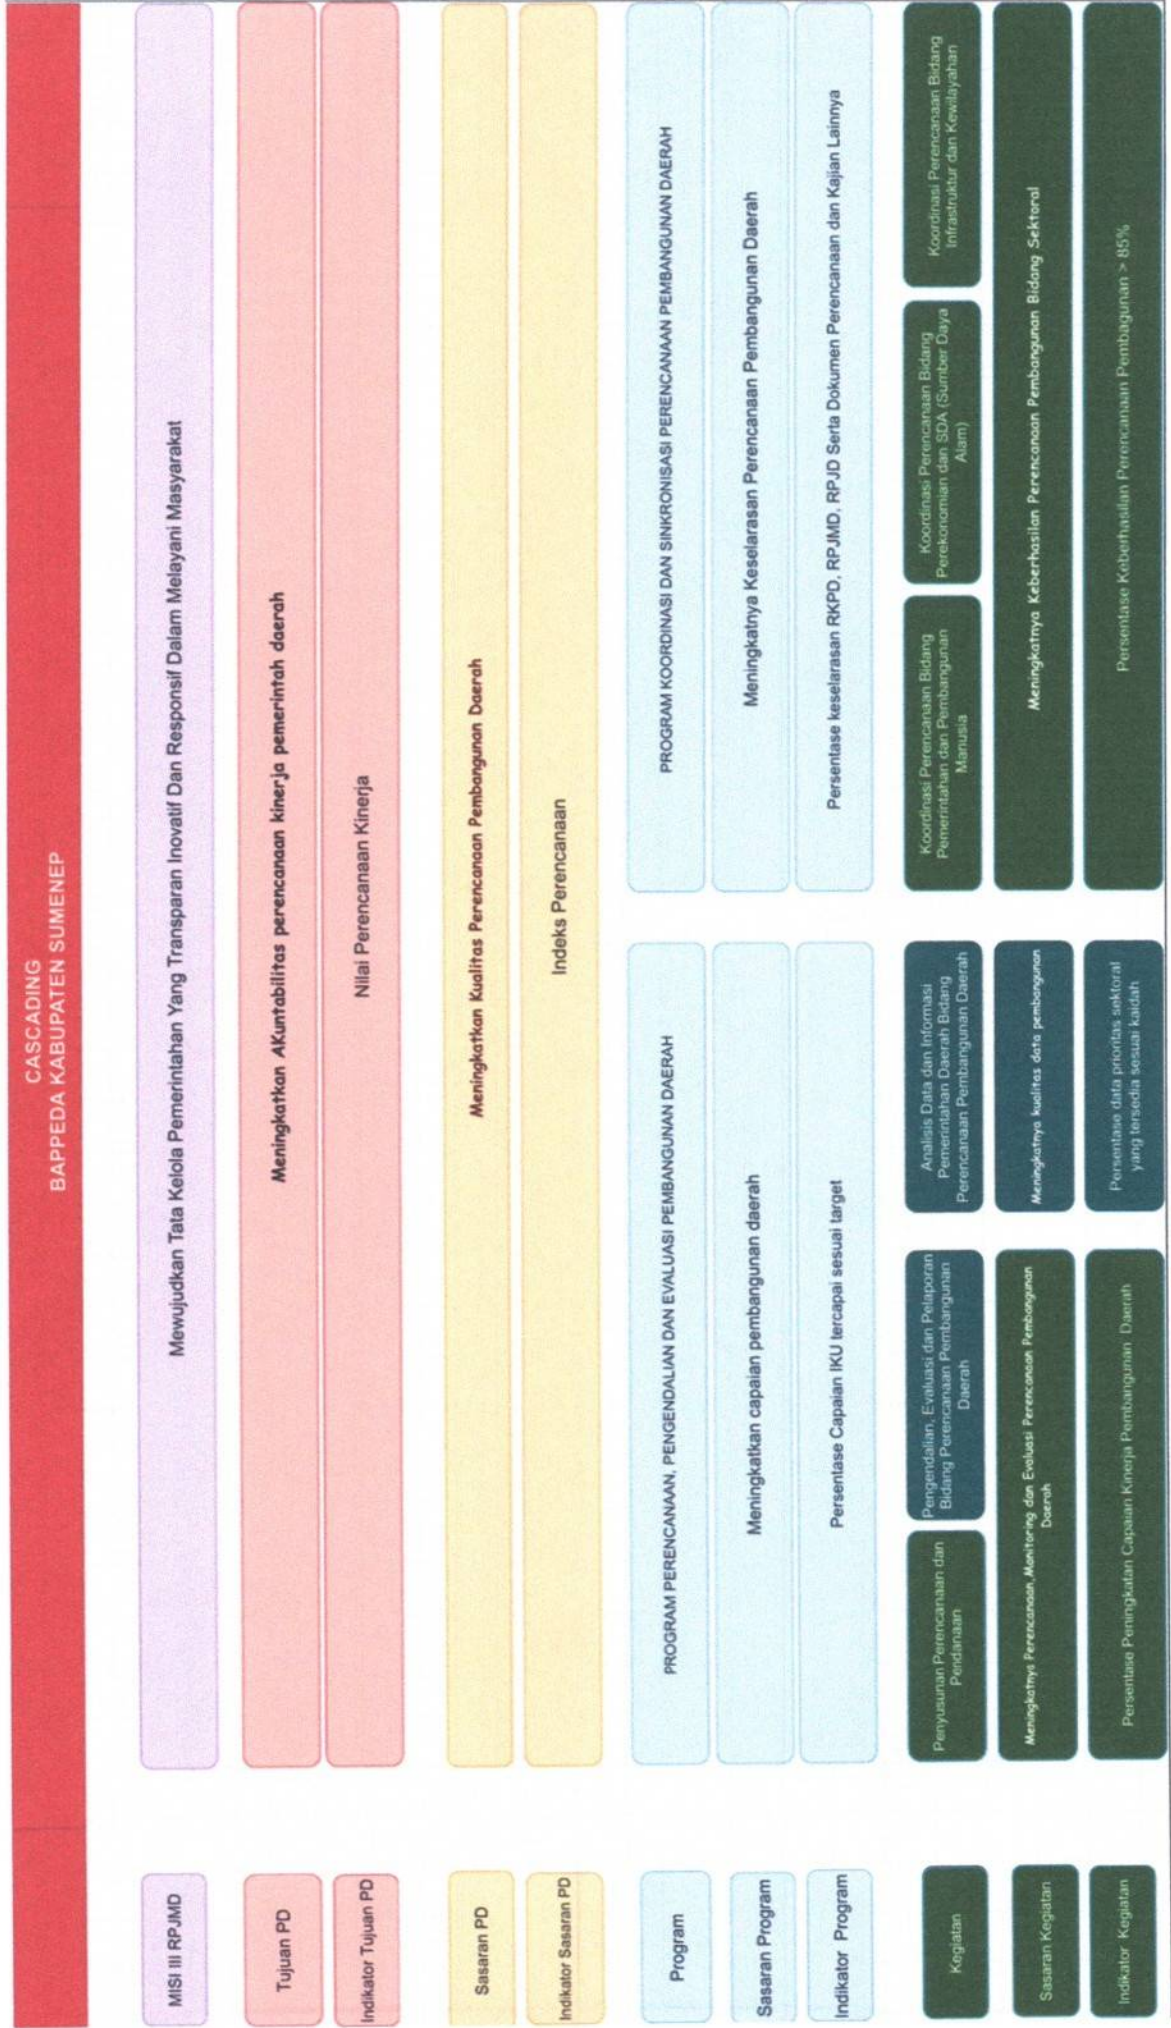 CASCADING
BAPPEDA KABUPATEN SUMENEP
MISI III RPJMD
Mewujudkan Tata Kelola Pemerintahan Yang Transparan Inovatif Dan Responsif Dalam Melayani Masyarakat
Tujuan PD
Meningkatkan AKuntabilitas perencanaan kinerja pemerintah daerah
Indikator Tujuan PD
Nilai Perencanaan Kinerja
Sasaran PD
Meningkatkan Kualitas Perencanaan Pembangunan Daerah
Indikator Sasaran PD
Indeks Perencanaan
Program
PROGRAM PERENCANAAN, PENGENDALIAN DAN EVALUASI PEMBANGUNAN DAERAH
PROGRAM KOORDINASI DAN SINKRONISASI PERENCANAAN PEMBANGUNAN DAERAH
Sasaran Program
Meningkatkan capaian pembangunan daerah
Meningkatnya Keselarasan Perencanaan Pembangunan Daerah
Indikator Program
Persentase Capaian IKU tercapai sesuai target
Persentase keselarasan RKPD, RPJMD, RPJD Serta Dokumen Perencanaan dan Kajian Lainnya
Kegiatan
Penyusunan Perencanaan dan
Pendanaan
Pengendalian, Evaluasi dan Pelaporan
Bidang Perencanaan Pembangunan
Daerah
Analisis Data dan Informasi
Pemerintahan Daerah Bidang
Perencanaan Pembangunan Daerah
Koordinasi Perencanaan Bidang
Pemerintahan dan Pembangunan
Manusia
Koordinasi Perencanaan Bidang
Perekonomian dan SDA (Sumber Daya
Alam)
Koordinasi Perencanaan Bidang
Infrastruktur dan Kewilayahan
Sasaran Kegiatan
Meningkatnya Perencanaan,Monitoring dan Evaluasi Perencanaan Pembangunan
Daerah
Meningkatnya kualitas data pembangunan
Meningkatnya Keberhasilan Perencanaan Pembangunan Bidang Sektoral
Indikator Kegiatan
Persentase Peningkatan Capaian Kinerja Pembangunan Daerah
Persentase data prioritas sektoral
yang tersedia sesuai kaidah
Persentase Keberhasilan Perencanaan Pembagunan > 85%